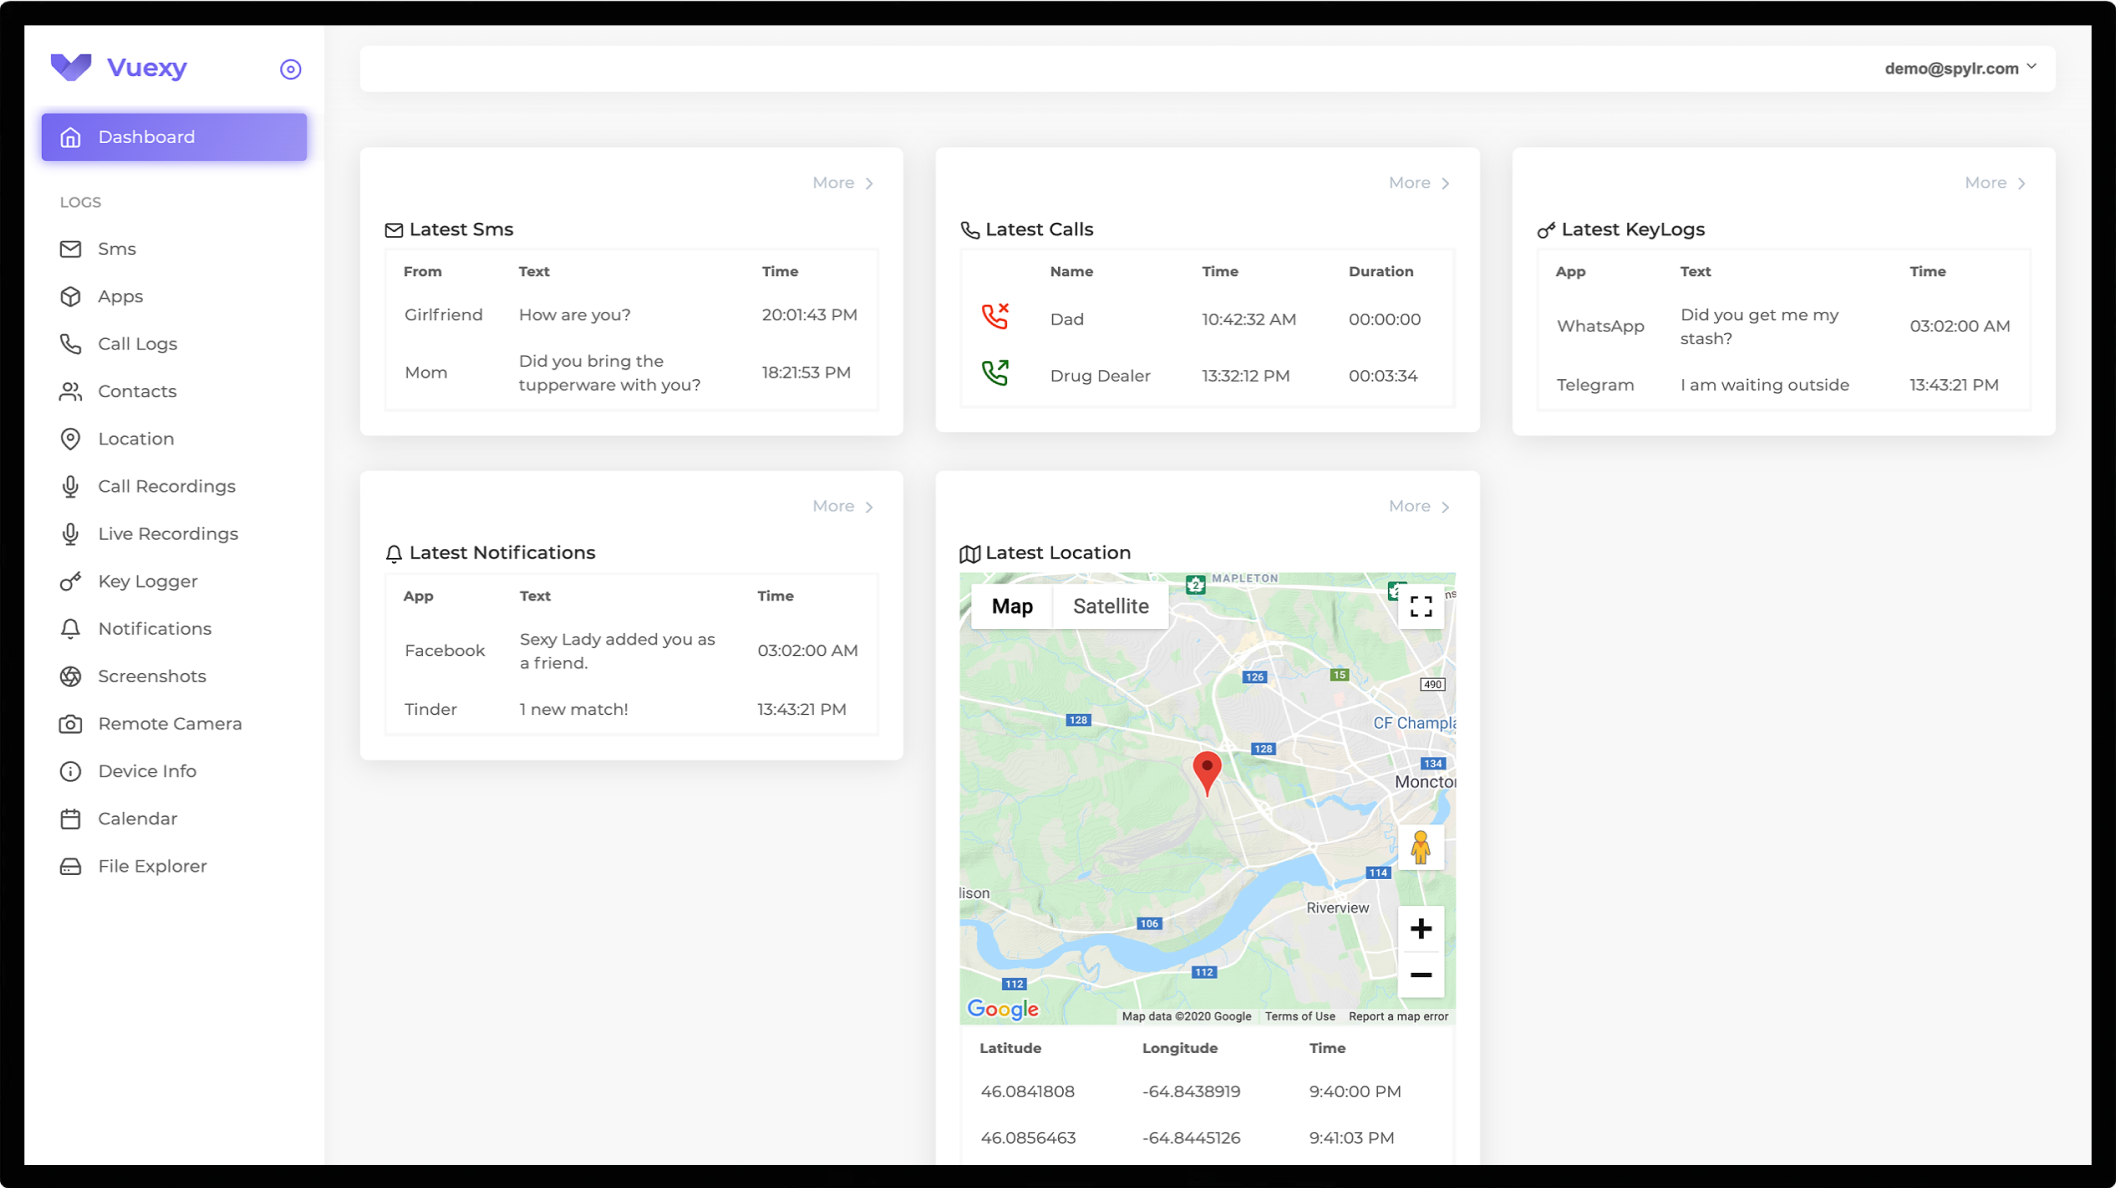 Vuexy
demo@spylr.com
Dashboard
LOGS
Sms
Apps
Call Logs
Contacts
Location
Call Recordings
Live Recordings
Key Logger
Notifications
Screenshots
Remote Camera
Device Info
Calendar
File Explorer
More
Latest Sms
From Text Time
Girlfriend How are you? 20:01:43 PM
Mom Did you bring the
tupperware with you? 18:21:53 PM
More
Latest Calls
Name Time Duration
Dad 10:42:32 AM 00:00:00
Drug Dealer 13:32:12 PM 00:03:34
More
Latest KeyLogs
App Text Time
WhatsApp Did you get me my
stash? 03:02:00 AM
Telegram I am waiting outside 13:43:21 PM
More
Latest Notifications
App Text Time
Facebook Sexy Lady added you as
a friend. 03:02:00 AM
Tinder 1 new match! 13:43:21 PM
More
Latest Location
2 MAPLETON
Map Satellite
126 15
490
128
CF Champla
128
134
Moncton
114
lison
Riverview
106
112
112
Google
Map data ©2020 Google Terms of Use Report a map error
Latitude Longitude Time
46.0841808 -64.8438919 9:40:00 PM
46.0856463 -64.8445126 9:41:03 PM